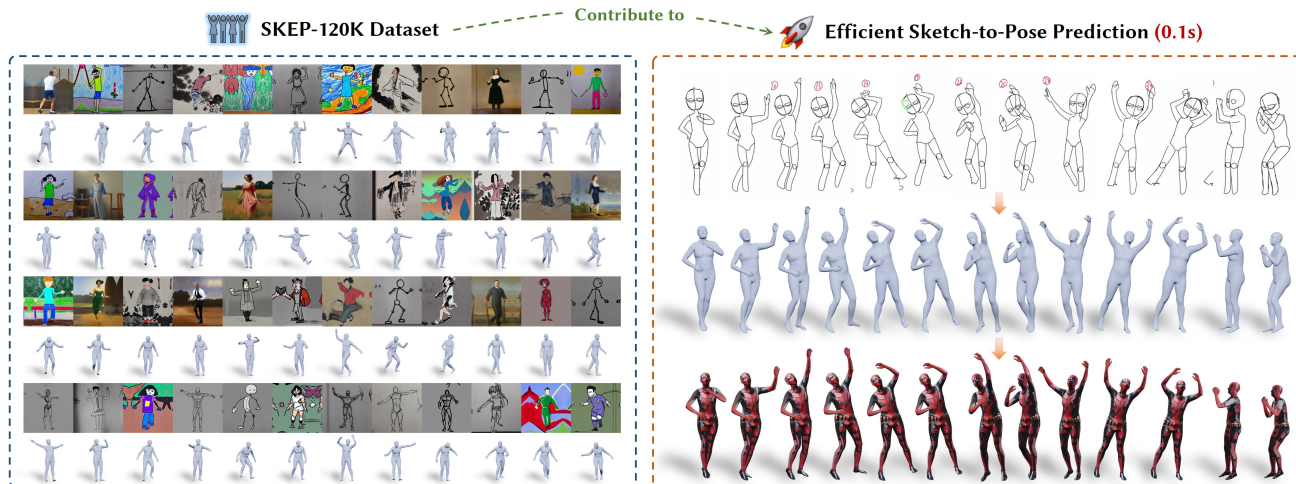 SKEP-120K Dataset
Contribute to
Efficient Sketch-to-Pose Prediction (0.1s)